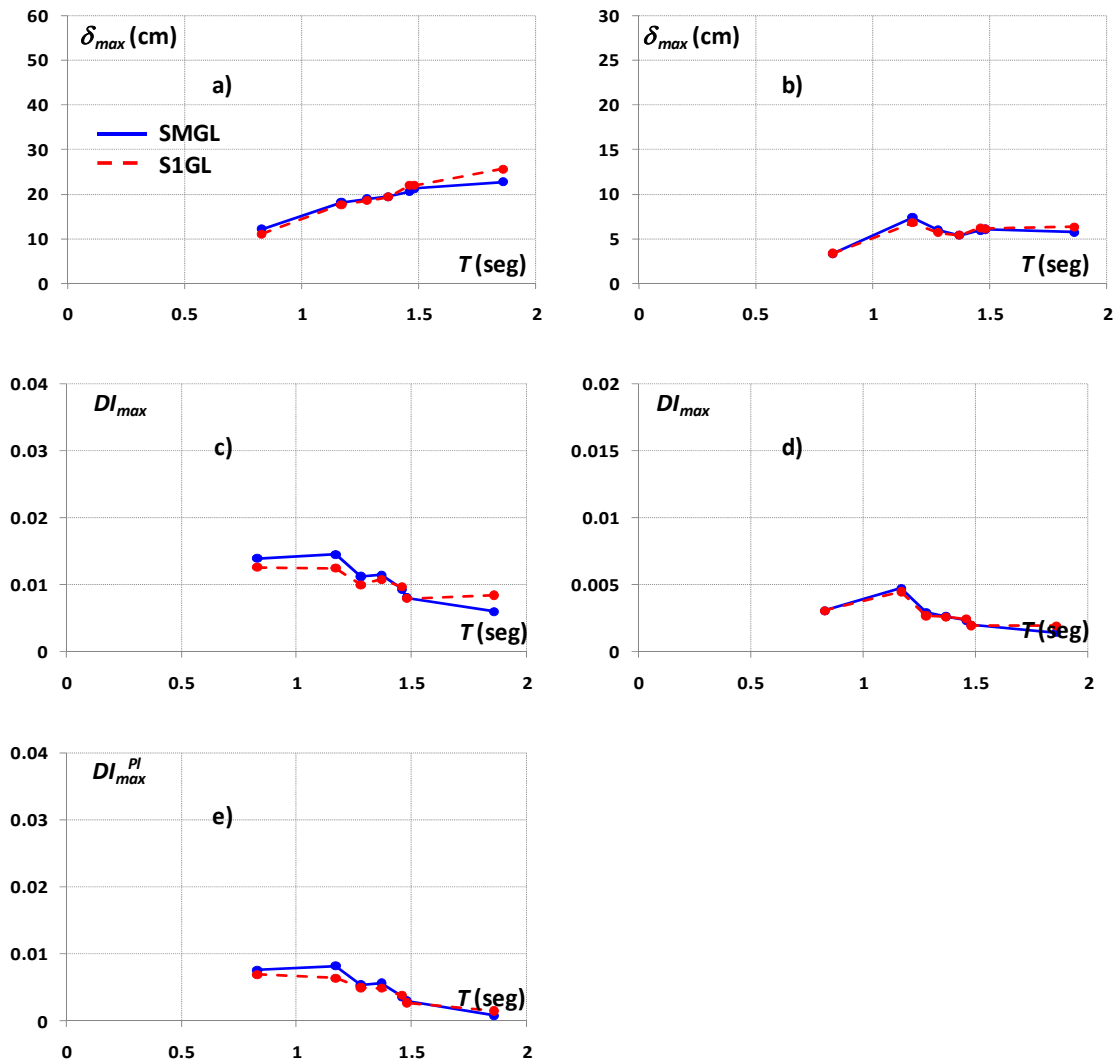 60
50
40
30
20
10
0
δmax (cm)
a)
SMGL
S1GL
T (seg)
0 0.5 1 1.5 2
30
25
20
15
10
5
0
δmax (cm)
b)
T (seg)
0 0.5 1 1.5 2
0.04
0.03
0.02
0.01
0
DImax
c)
T (seg)
0 0.5 1 1.5 2
0.02
0.015
0.01
0.005
0
DImax
d)
T (seg)
0 0.5 1 1.5 2
0.04
0.03
0.02
0.01
0
DImax Pl
e)
T (seg)
0 0.5 1 1.5 2